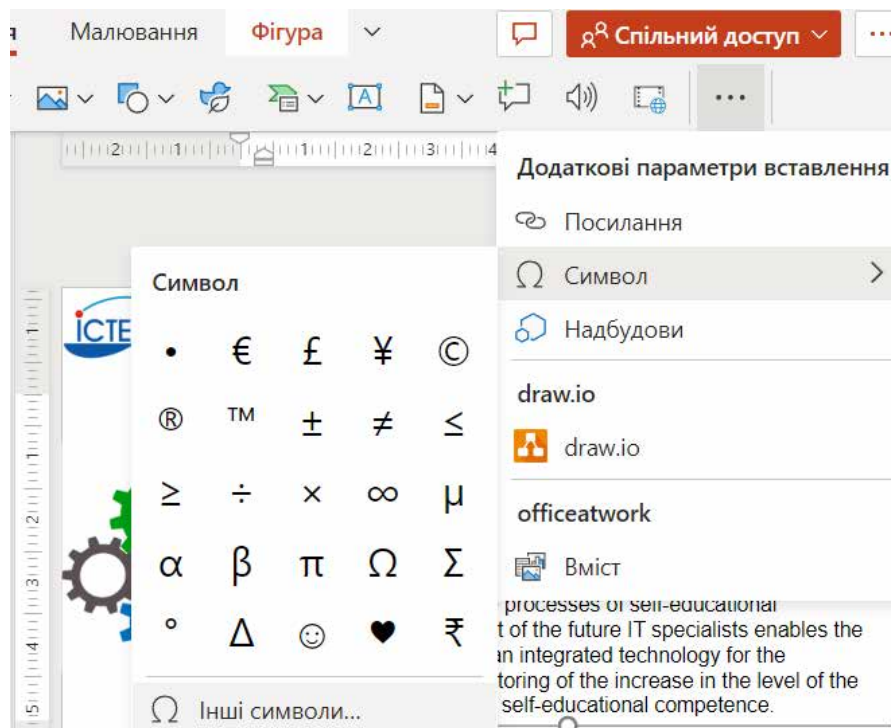 Малювання Фігура
Спільний доступ
Додаткові параметри вставлення
Посилання
Символ
Надбудови
draw.io
draw.io
officeatwork
Вміст
Символ
• € £ ¥ ©
® ™ ± ≠ ≤
≥ ÷ × ∞ µ
α β π Ω Σ
° Δ ☺ ♥ ₹
Ω Інші символи...
ІСТЕ
processes of self-educational
t of the future IT specialists enables the
an integrated technology for the
toring of the increase in the level of the
self-educational competence.